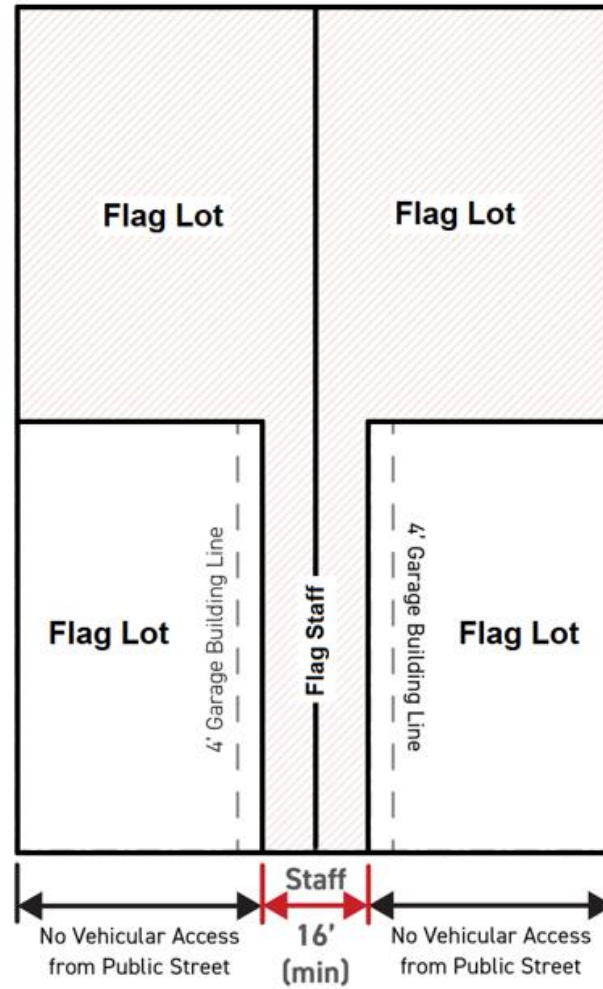 Flag Lot
Flag Lot
Flag Lot
4' Garage Building Line
Flag Staff
4' Garage Building Line
Flag Lot
Staff
16'
(min)
No Vehicular Access
from Public Street
No Vehicular Access
from Public Street